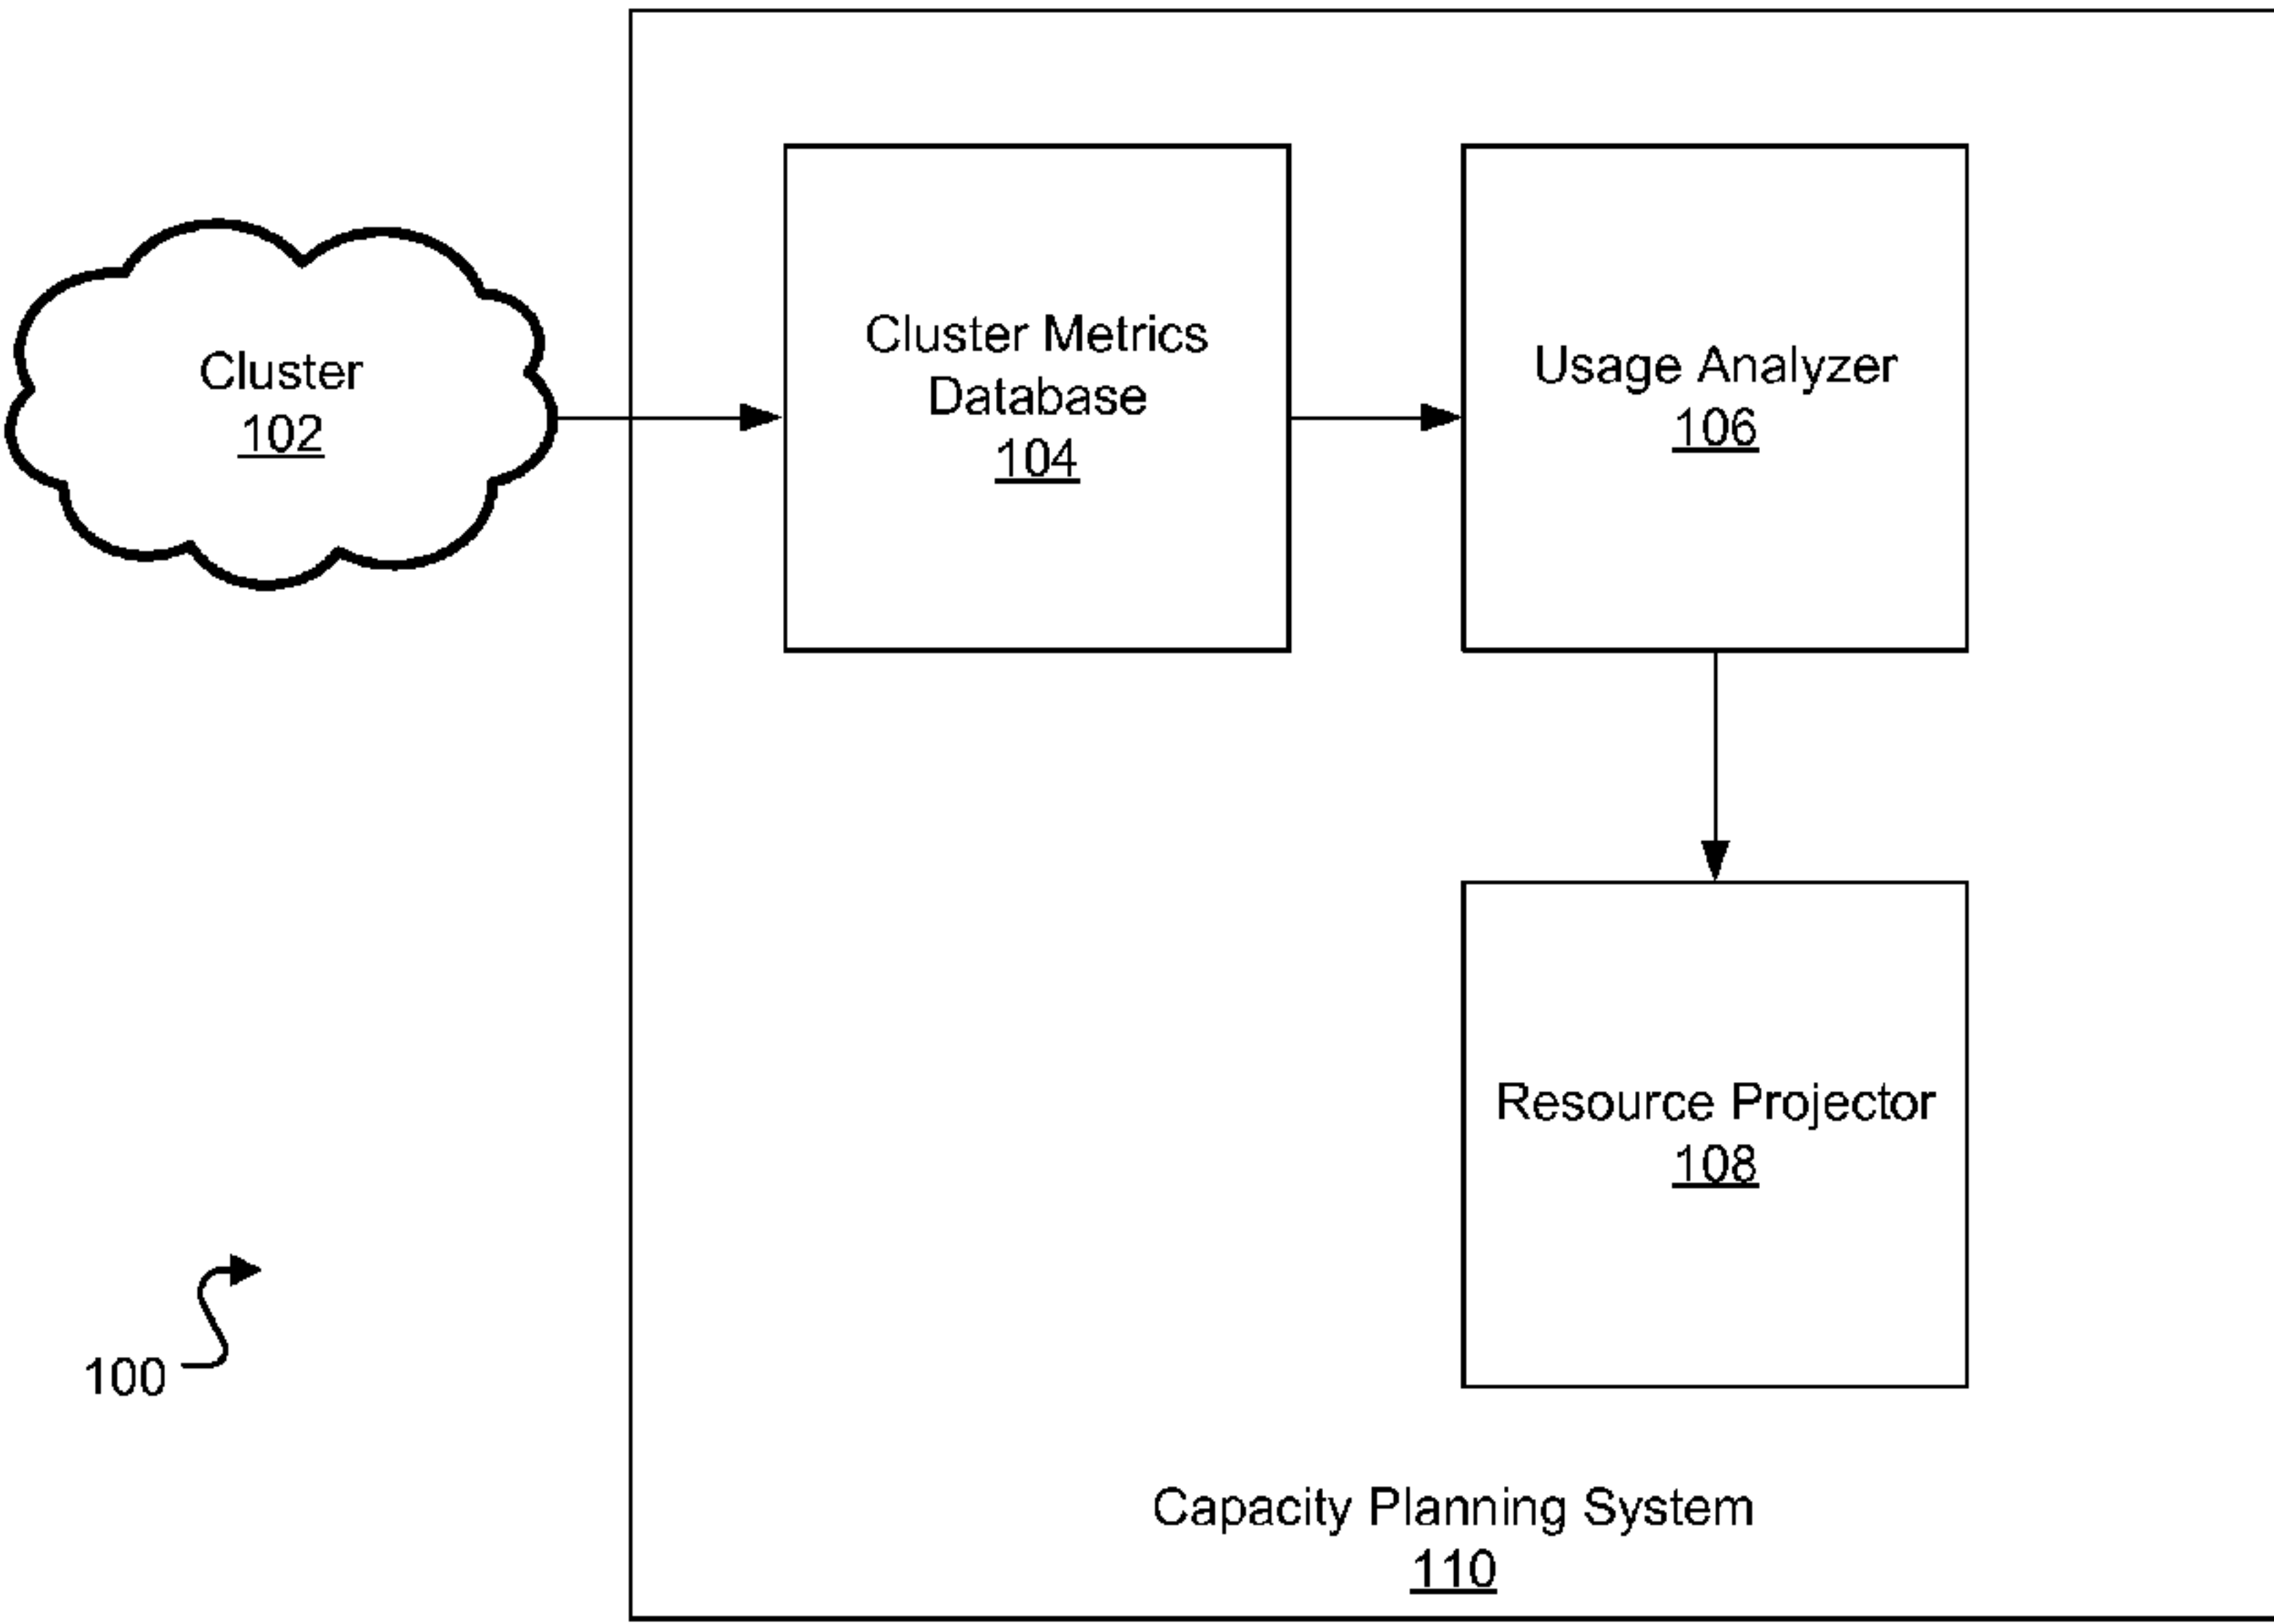 Cluster
102
Cluster Metrics
Database
104
Usage Analyzer
106
Resource Projector
108
100
Capacity Planning System
110